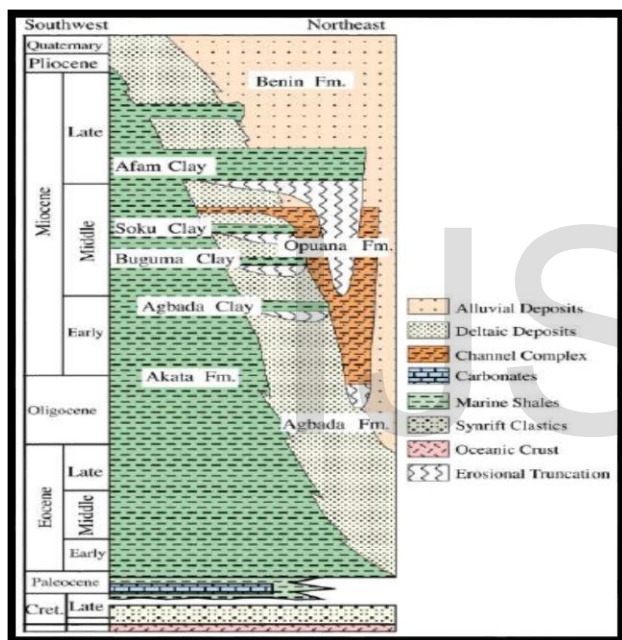 Southwest Northeast
Quaternary
Pliocene
Benin Fm.
Late
Afam Clay
Miocene
Middle
Soku Clay
Opuana Fm.
Buguma Clay
Agbada Clay
Early
Akata Fm.
Oligocene
Agbada Fm.
Late
Eocene
Middle
Early
Paleocene
Cret. Late
Alluvial Deposits
Deltaic Deposits
Channel Complex
Carbonates
Marine Shales
Synrift Clastics
Oceanic Crust
Erosional Truncation
IJS